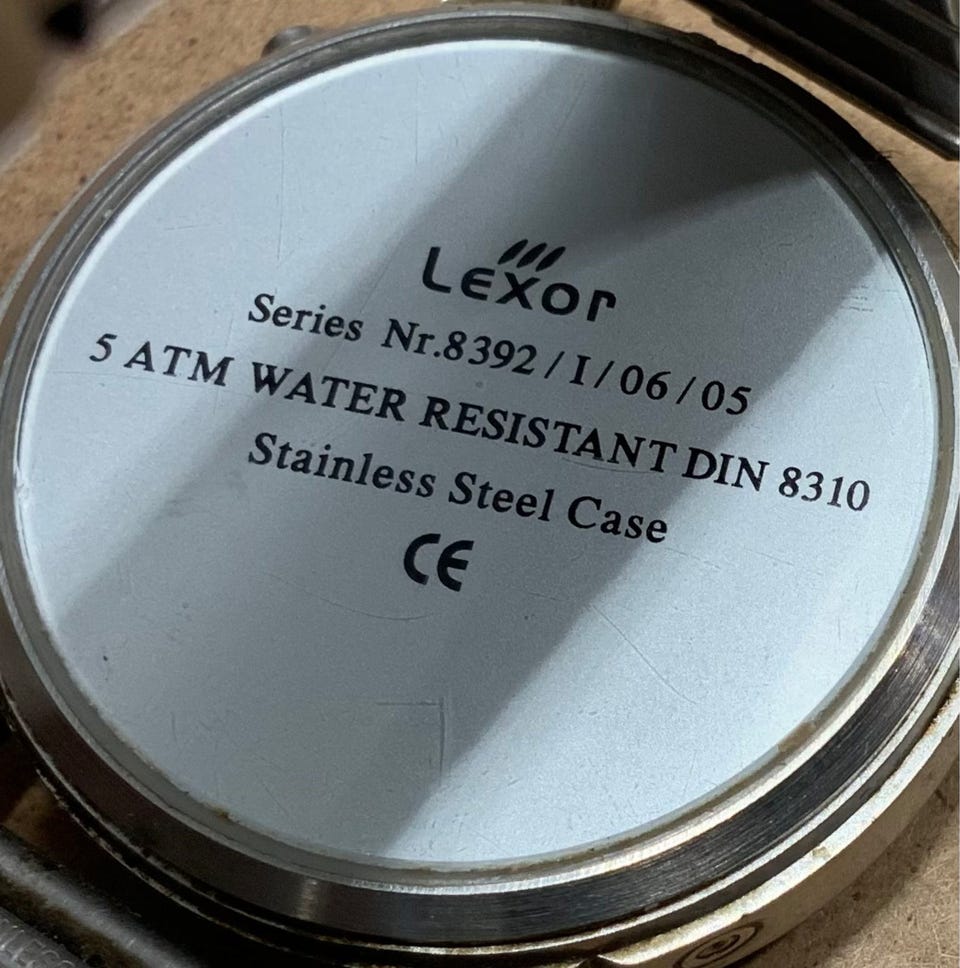 Lexor
Series Nr.8392/I/06/05
5 ATM WATER RESISTANT DIN 8310
Stainless Steel Case
CE